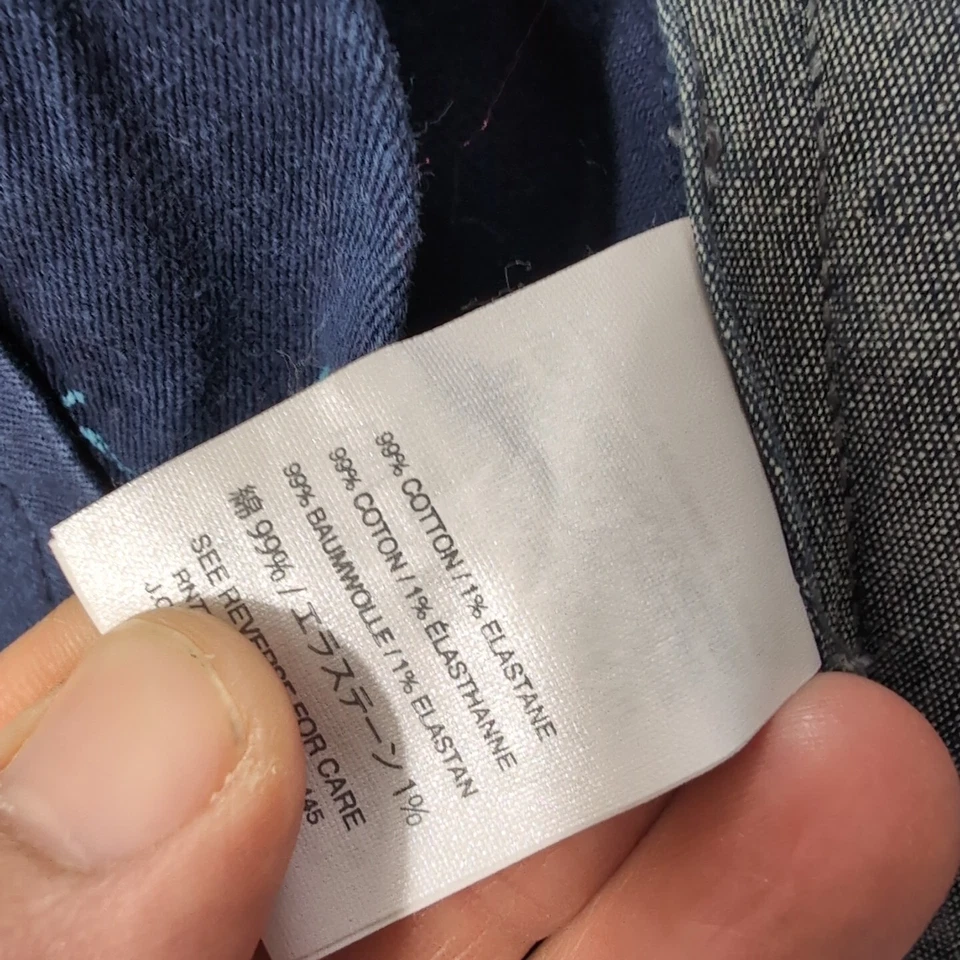 99% COTTON / 1% ELASTANE
99% COTON / 1% ÉLASTHANNE
99% BAUMWOLLE / 1% ELASTAN
綿 99% / エラステーン 1%
SEE REVERSE FOR CARE